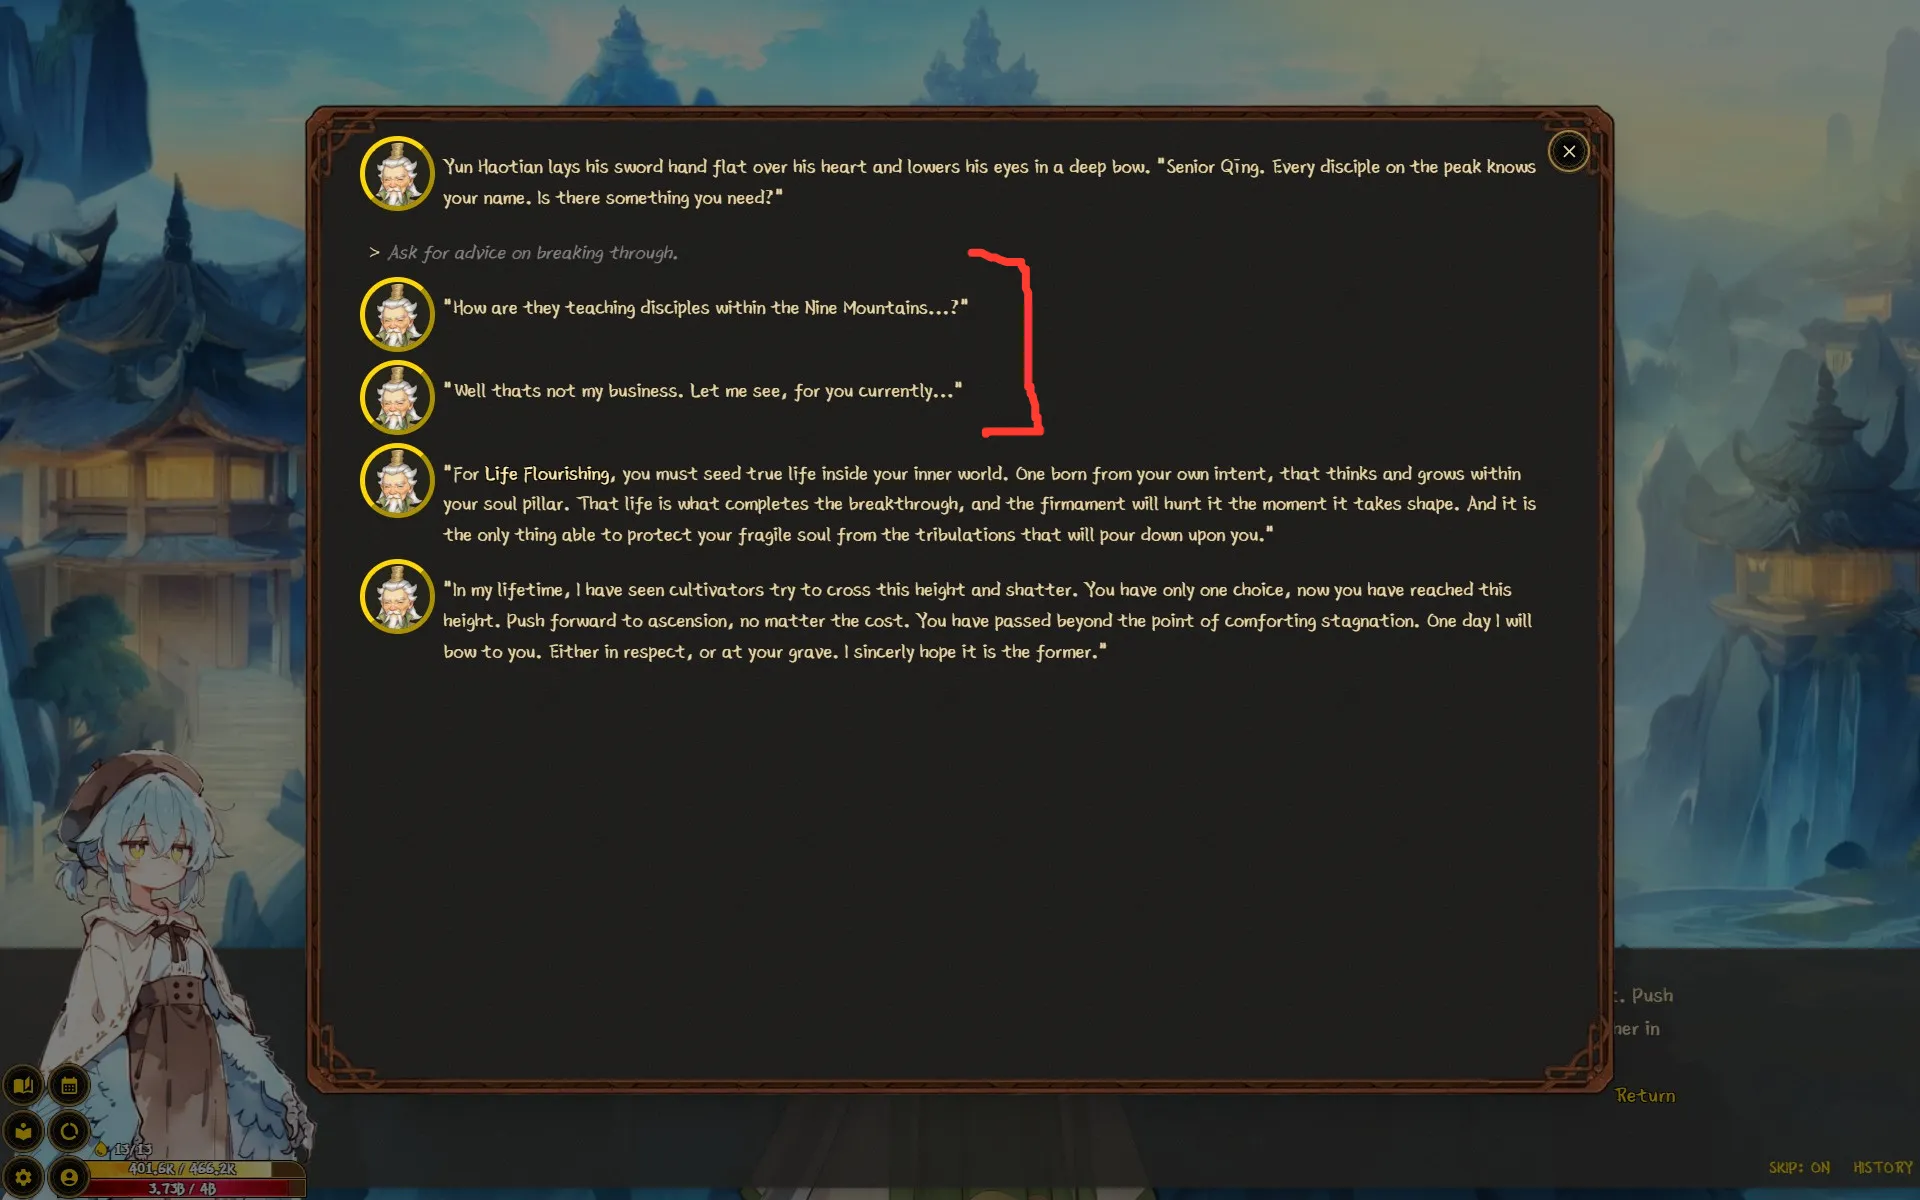 Yun Haotian lays his sword hand flat over his heart and lowers his eyes in a deep bow. "Senior Qīng. Every disciple on the peak knows
your name. Is there something you need?"
> Ask for advice on breaking through.
"How are they teaching disciples within the Nine Mountains...?"
"Well thats not my business. Let me see, for you currently..."
"For Life Flourishing, you must seed true life inside your inner world. One born from your own intent, that thinks and grows within
your soul pillar. That life is what completes the breakthrough, and the firmament will hunt it the moment it takes shape. And it is
the only thing able to protect your fragile soul from the tribulations that will pour down upon you."
"In my lifetime, I have seen cultivators try to cross this height and shatter. You have only one choice, now you have reached this
height. Push forward to ascension, no matter the cost. You have passed beyond the point of comforting stagnation. One day I will
bow to you. Either in respect, or at your grave. I sincerly hope it is the former."
. Push
ner in
Return
13/13
401.6K / 466.2K
3.73B / 4B
SKIP: ON HISTORY